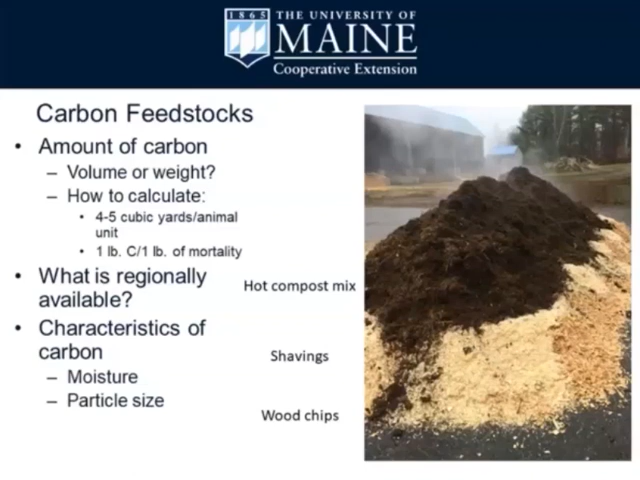 1865
THE UNIVERSITY OF
MAINE
Cooperative Extension
Carbon Feedstocks
• Amount of carbon
– Volume or weight?
– How to calculate:
• 4-5 cubic yards/animal
unit
• 1 lb. C/1 lb. of mortality
• What is regionally
available?
• Characteristics of
carbon
– Moisture
– Particle size
Hot compost mix
Shavings
Wood chips